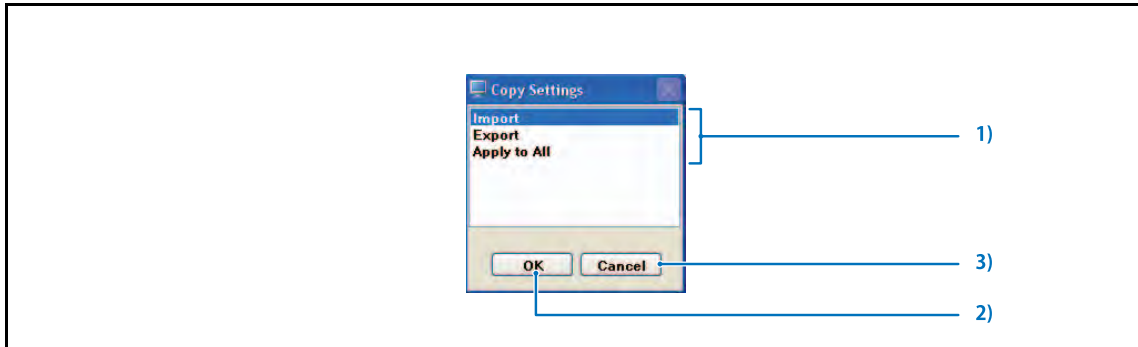 Copy Settings
Import
Export
Apply to All
1)
OK
Cancel
3)
2)